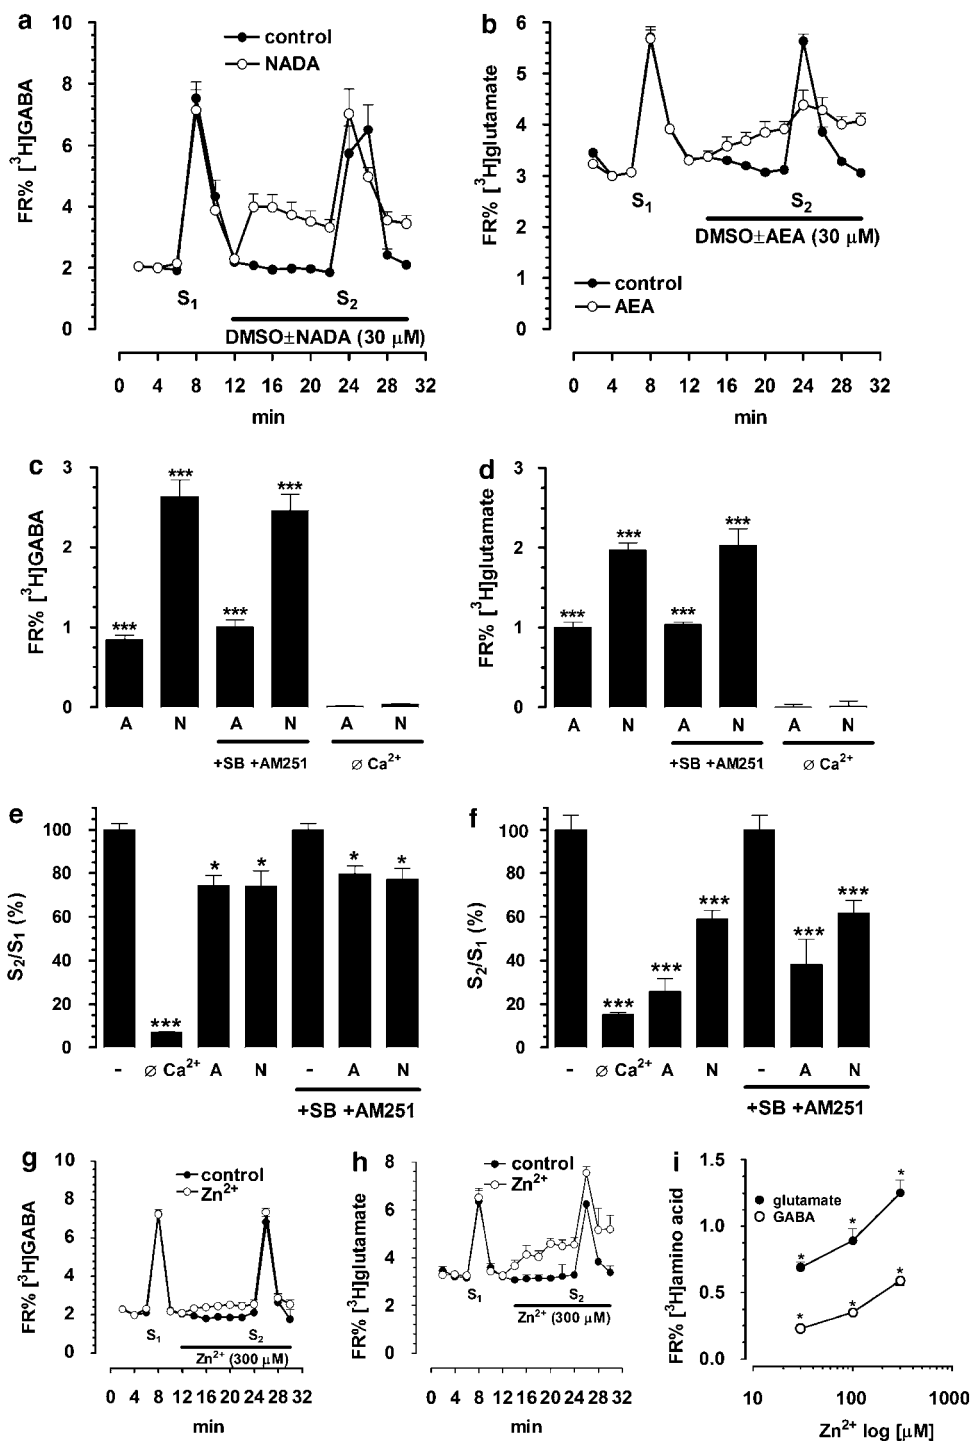 a
10
8
6
4
2
0
FR% [³H]GABA
control
NADA
S₁
S₂
DMSO±NADA (30 μM)
0 4 8 12 16 20 24 28 32
min
b
6
5
4
3
2
1
0
FR% [³H]glutamate
S₁
S₂
DMSO±AEA (30 μM)
control
AEA
0 4 8 12 16 20 24 28 32
min
c
3
2
1
0
FR% [³H]GABA
*** *** *** ***
A N A N A N
+SB +AM251 ∅ Ca²⁺
d
3
2
1
0
FR% [³H]glutamate
*** *** *** ***
A N A N A N
+SB +AM251 ∅ Ca²⁺
e
100
80
60
40
20
0
S₂/S₁ (%)
*** * * * *
- ∅ Ca²⁺ A N - A N
+SB +AM251
f
100
80
60
40
20
0
S₂/S₁ (%)
*** *** *** *** ***
- ∅ Ca²⁺ A N - A N
+SB +AM251
g
10
8
6
4
2
0
FR% [³H]GABA
control
Zn²⁺
S₁
S₂
Zn²⁺ (300 μM)
0 4 8 12 16 20 24 28 32
min
h
8
6
4
2
0
FR% [³H]glutamate
control
Zn²⁺
S₁
S₂
Zn²⁺ (300 μM)
0 4 8 12 16 20 24 28 32
min
i
1.5
1.0
0.5
0.0
FR% [³H]amino acid
glutamate
GABA
* * *
* * *
10 100 1000
Zn²⁺ log [μM]